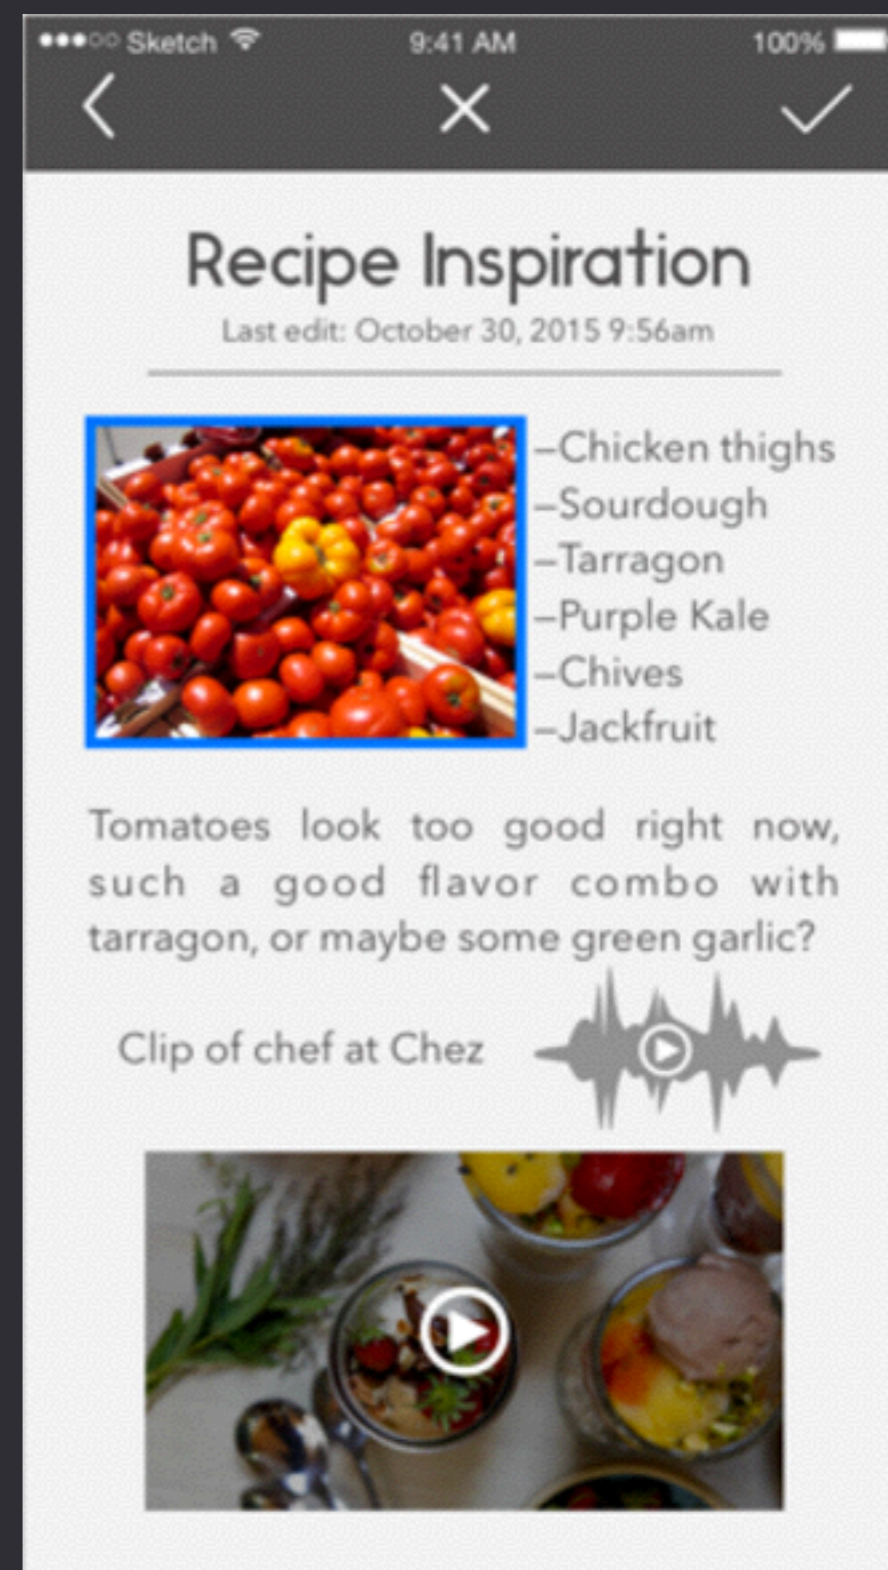 Sketch 9:41 AM 100%
Recipe Inspiration
Last edit: October 30, 2015 9:56am
–Chicken thighs
–Sourdough
–Tarragon
–Purple Kale
–Chives
–Jackfruit
Tomatoes look too good right now,
such a good flavor combo with
tarragon, or maybe some green garlic?
Clip of chef at Chez